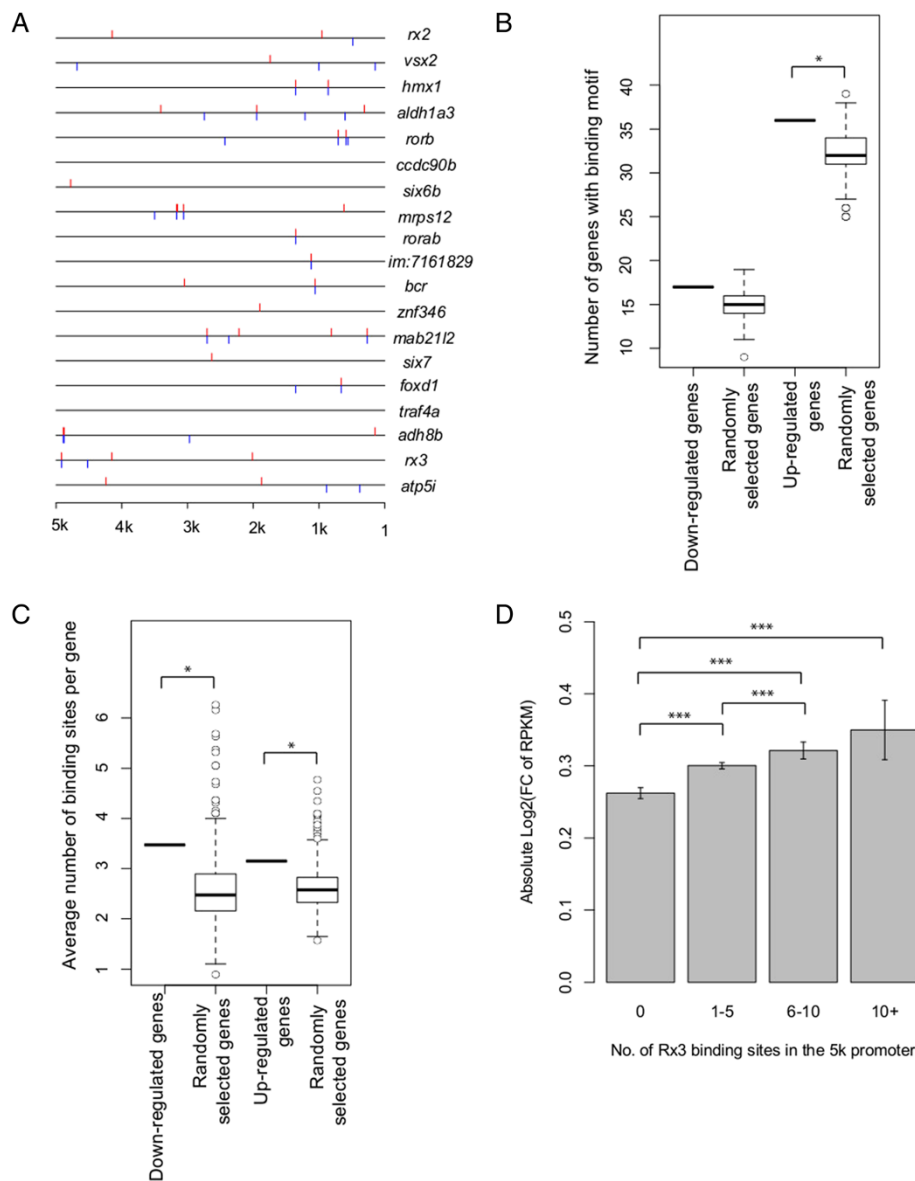 A
rx2
vsx2
hmx1
aldh1a3
rorb
ccdc90b
six6b
mrps12
rorab
im:7161829
bcr
znf346
mab21l2
six7
foxd1
traf4a
adh8b
rx3
atp5i
5k 4k 3k 2k 1k 1
B
Number of genes with binding motif
40
35
30
25
20
15
10
*
Down-regulated genes
Randomly
selected genes
Up-regulated
genes
Randomly
selected genes
C
Average number of binding sites per gene
6
5
4
3
2
1
*
*
Down-regulated genes
Randomly
selected genes
Up-regulated
genes
Randomly
selected genes
D
Absolute Log2(FC of RPKM)
0.5
0.4
0.3
0.2
0.1
0.0
***
***
***
***
0 1-5 6-10 10+
No. of Rx3 binding sites in the 5k promoter